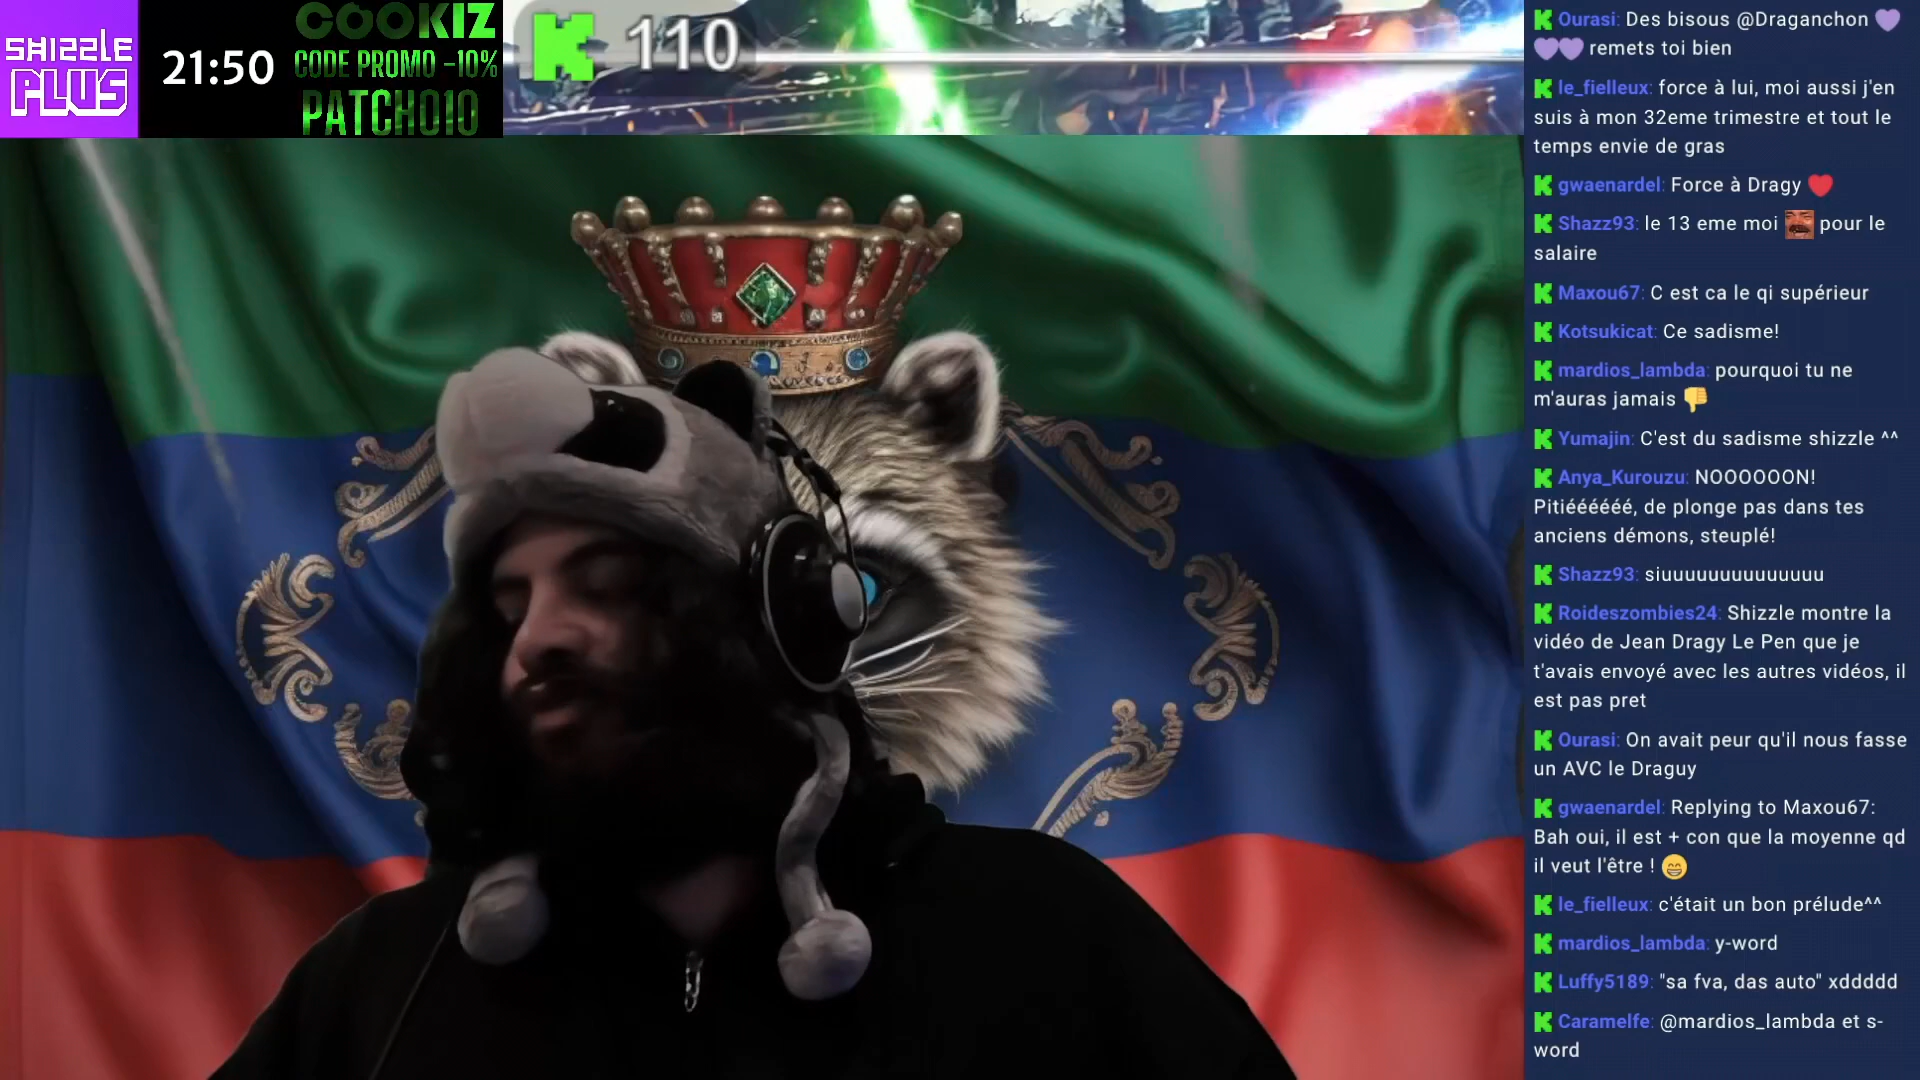 SHIZZLE
PLUS
21:50
COOKIZ
CODE PROMO -10%
PATCHO10
110
Ourasi: Des bisous @Draganchon 💜
💜💜 remets toi bien
le_fielleux: force à lui, moi aussi j'en
suis à mon 32eme trimestre et tout le
temps envie de gras
gwaenardel: Force à Dragy ❤️
Shazz93: le 13 eme moi pour le
salaire
Maxou67: C est ca le qi supérieur
Kotsukicat: Ce sadisme!
mardios_lambda: pourquoi tu ne
m'auras jamais 👎
Yumajin: C'est du sadisme shizzle ^^
Anya_Kurouzu: NOOOOOON!
Pitiéééééé, de plonge pas dans tes
anciens démons, steuplé!
Shazz93: siuuuuuuuuuuuuuu
Roideszombies24: Shizzle montre la
vidéo de Jean Dragy Le Pen que je
t'avais envoyé avec les autres vidéos, il
est pas pret
Ourasi: On avait peur qu'il nous fasse
un AVC le Draguy
gwaenardel: Replying to Maxou67:
Bah oui, il est + con que la moyenne qd
il veut l'être ! 😁
le_fielleux: c'était un bon prélude^^
mardios_lambda: y-word
Luffy5189: "sa fva, das auto" xddddd
Caramelfe: @mardios_lambda et s-
word